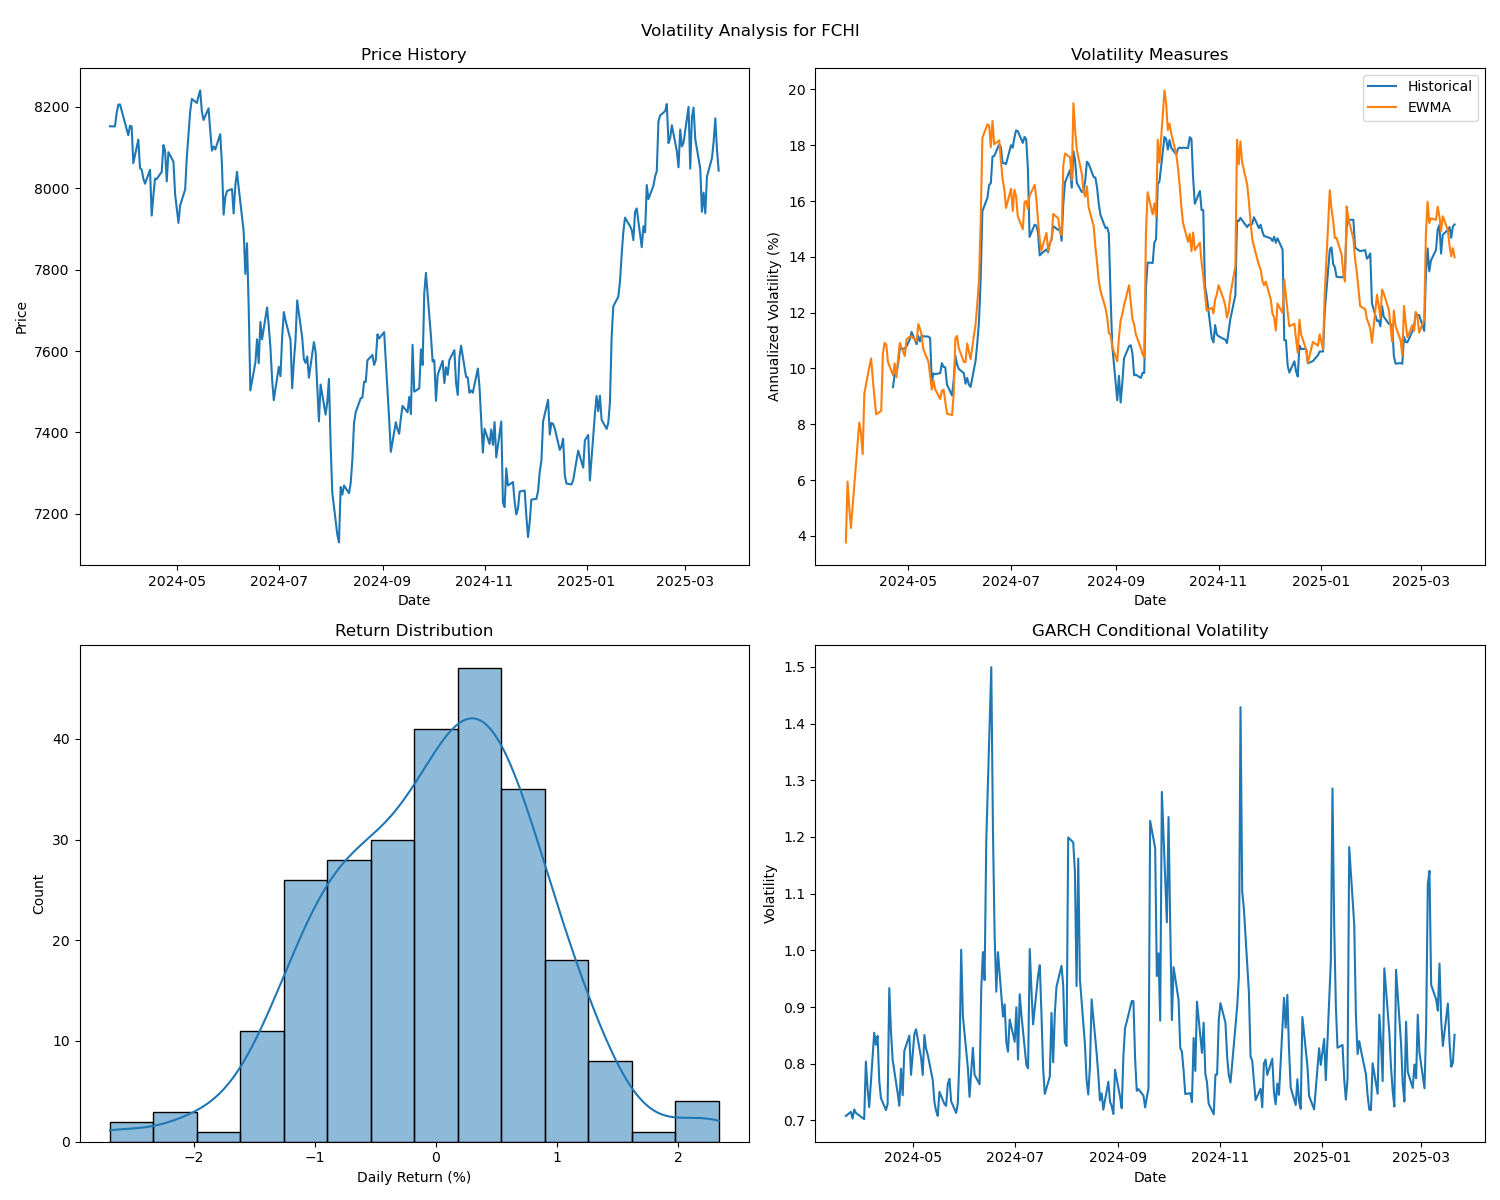 Volatility Analysis for FCHI
Price History
8200
8000
7800
7600
7400
7200
Price
2024-05 2024-07 2024-09 2024-11 2025-01 2025-03
Date
Volatility Measures
Historical
EWMA
20
18
16
14
12
10
8
6
4
Annualized Volatility (%)
2024-05 2024-07 2024-09 2024-11 2025-01 2025-03
Date
Return Distribution
40
30
20
10
0
Count
−2 −1 0 1 2
Daily Return (%)
GARCH Conditional Volatility
1.5
1.4
1.3
1.2
1.1
1.0
0.9
0.8
0.7
Volatility
2024-05 2024-07 2024-09 2024-11 2025-01 2025-03
Date